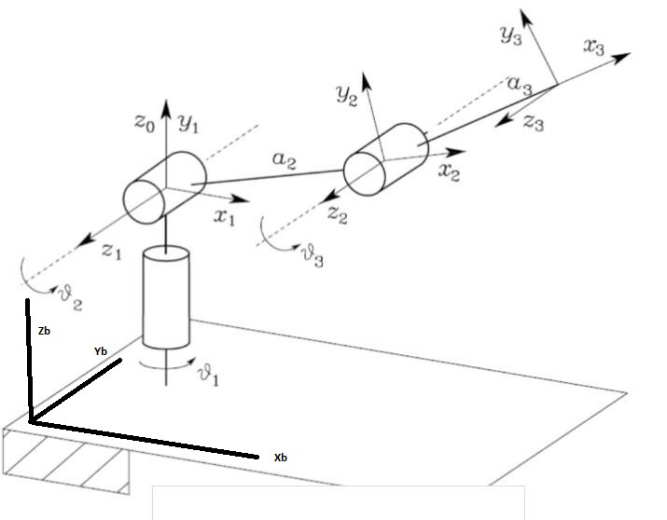 y₃ x₃
a₃
z₃
z₀ y₁ y₂
a₂
x₁ x₂
z₁ z₂
ϑ₃
ϑ₂
Zb
Yb
ϑ₁
Xb